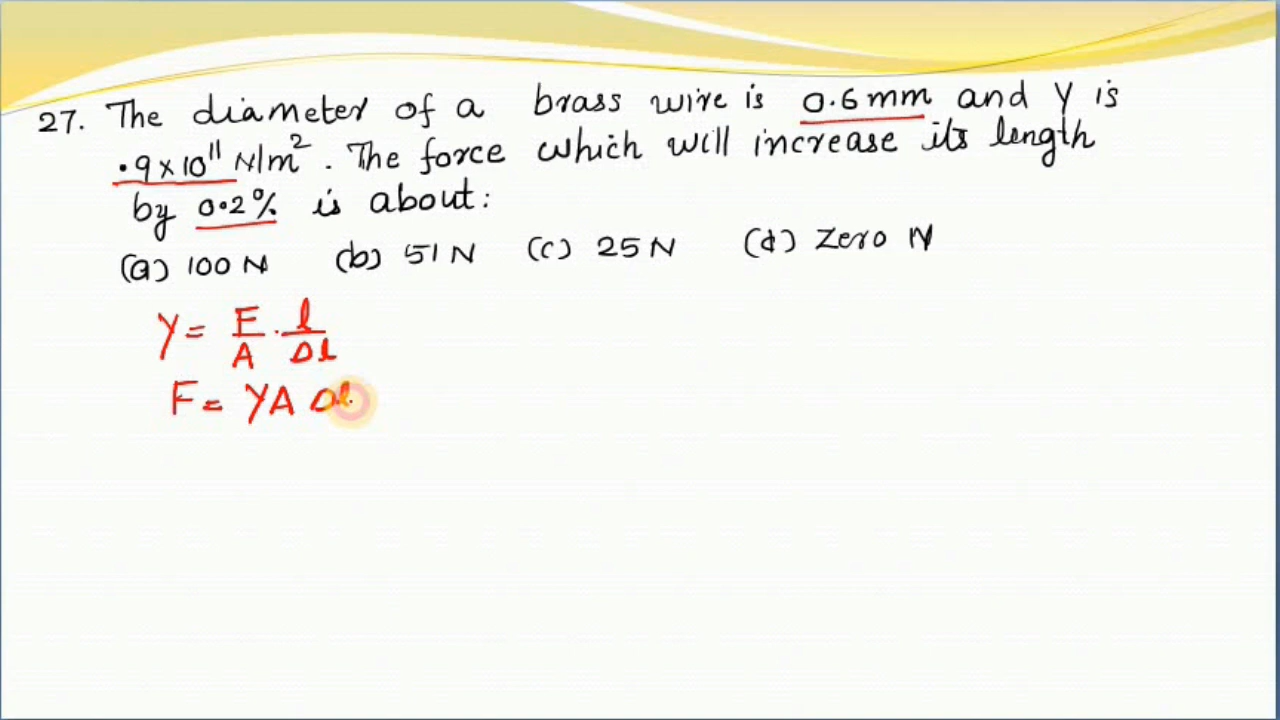 27. The diameter of a brass wire is 0.6mm and Y is
.9×10¹¹ N/m². The force which will increase its length
by 0.2% is about:
(a) 100 N (b) 51 N (c) 25 N (d) Zero N
Y = F/A · l/Δl
F = YA Δl